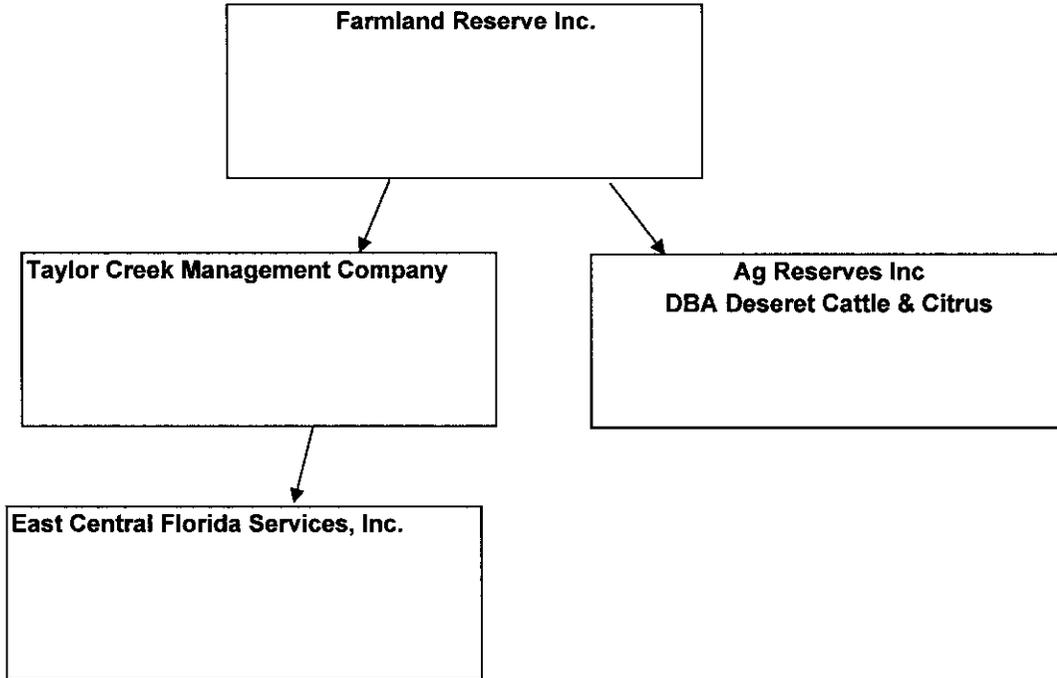 Farmland Reserve Inc.
Taylor Creek Management Company
Ag Reserves Inc
DBA Deseret Cattle & Citrus
East Central Florida Services, Inc.